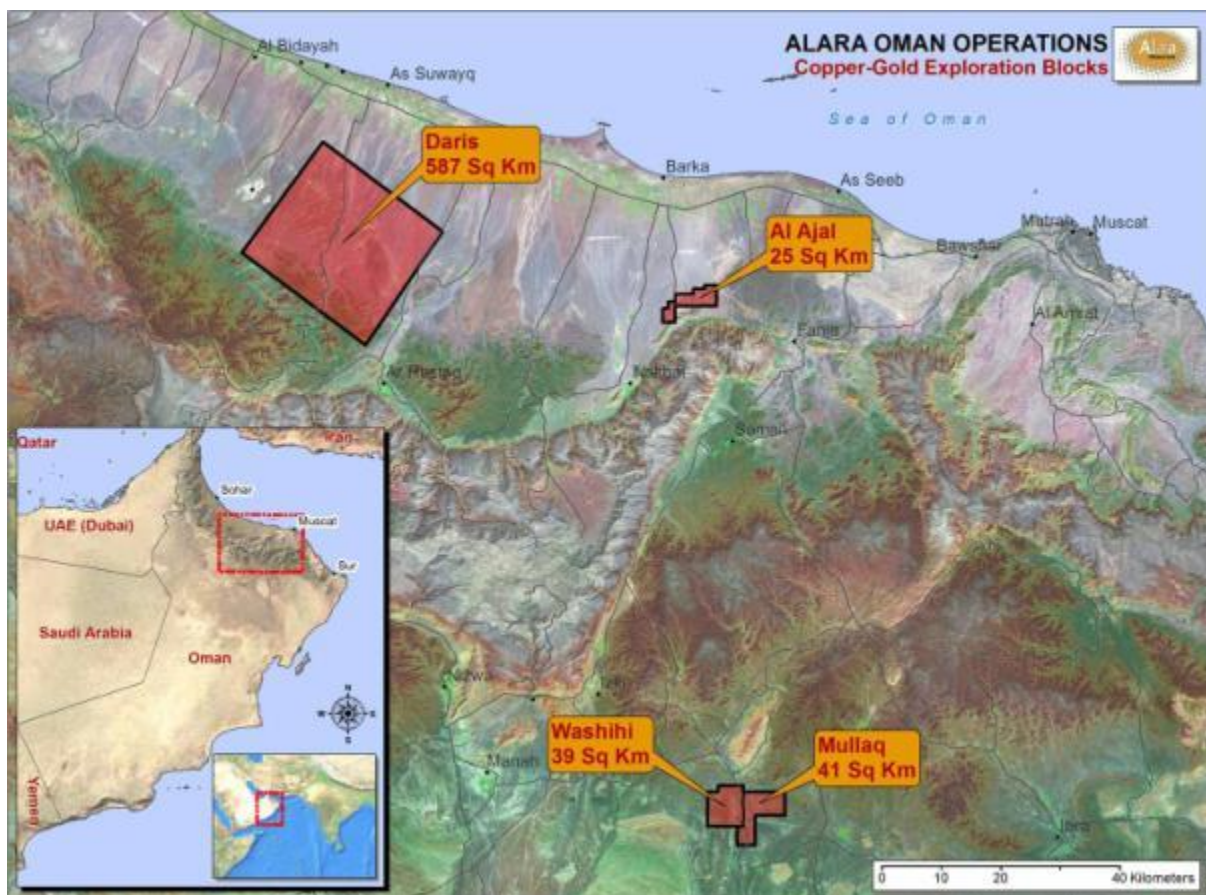 ALARA OMAN OPERATIONS
Copper-Gold Exploration Blocks
Alara
Al Bidayah
As Suwayq
Sea of Oman
Daris
587 Sq Km
Barka
As Seeb
Al Ajal
25 Sq Km
Matrah
Muscat
Bawshar
Al Amrat
Fanja
Ar Rustaq
Nakhal
Samail
Qatar
Iran
Sohar
UAE (Dubai)
Muscat
Sur
Saudi Arabia
Oman
Yemen
N
W
S
Nizwa
Izki
Manah
Washihi
39 Sq Km
Mullaq
41 Sq Km
Ibra
0 10 20 40 Kilometers